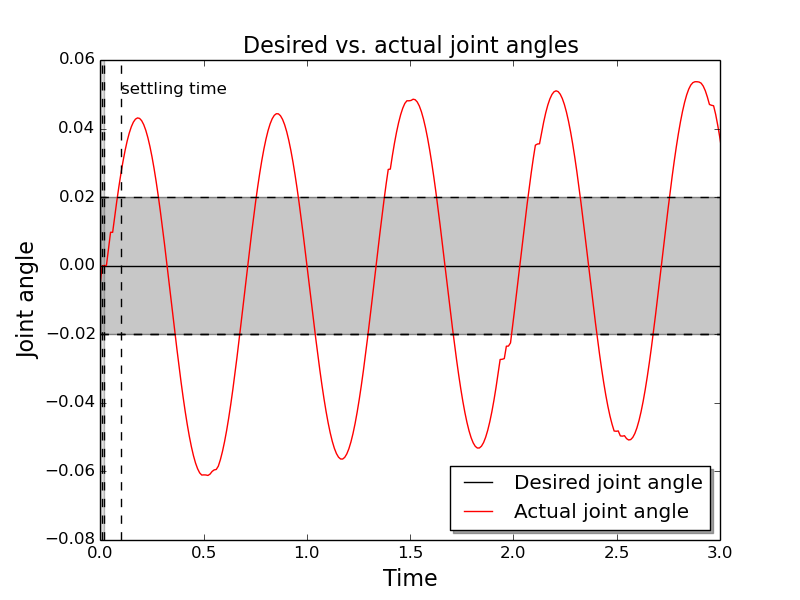 Desired vs. actual joint angles
0.06
settling time
0.04
0.02
0.00
−0.02
−0.04
−0.06
−0.08
Joint angle
Desired joint angle
Actual joint angle
0.0 0.5 1.0 1.5 2.0 2.5 3.0
Time